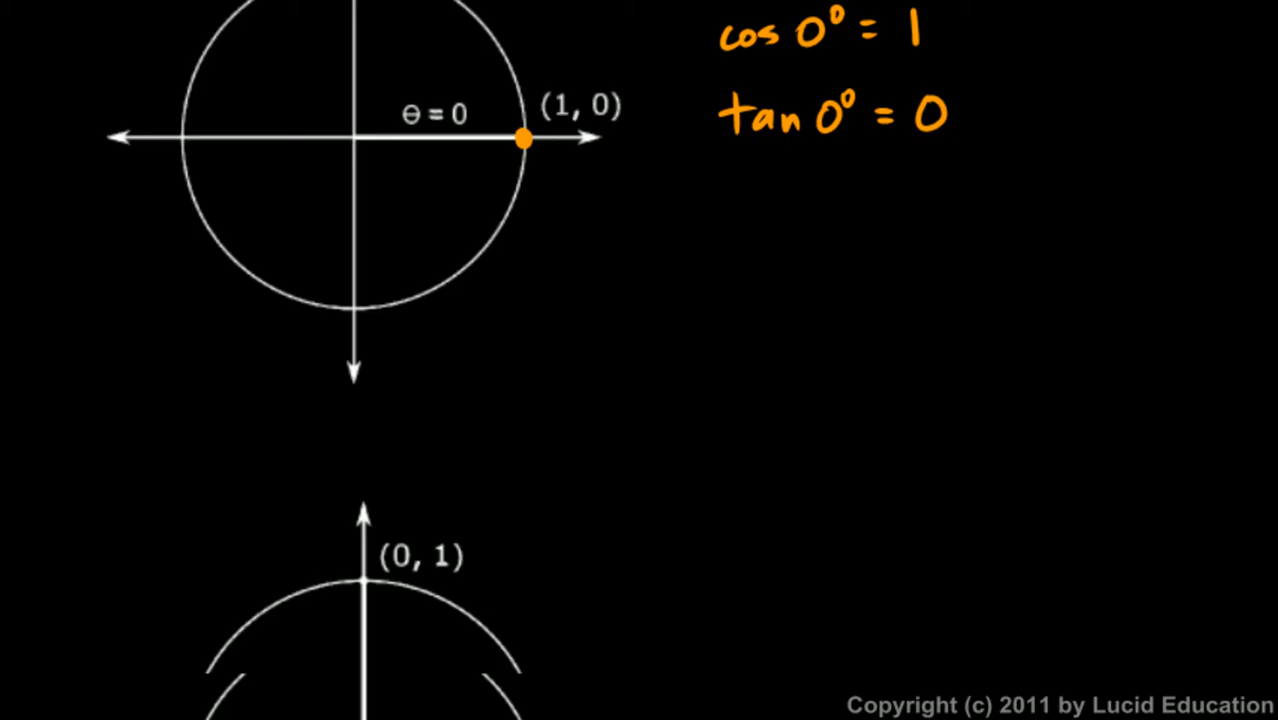 cos 0° = 1
θ = 0
(1, 0)
tan 0° = 0
(0, 1)
Copyright (c) 2011 by Lucid Education